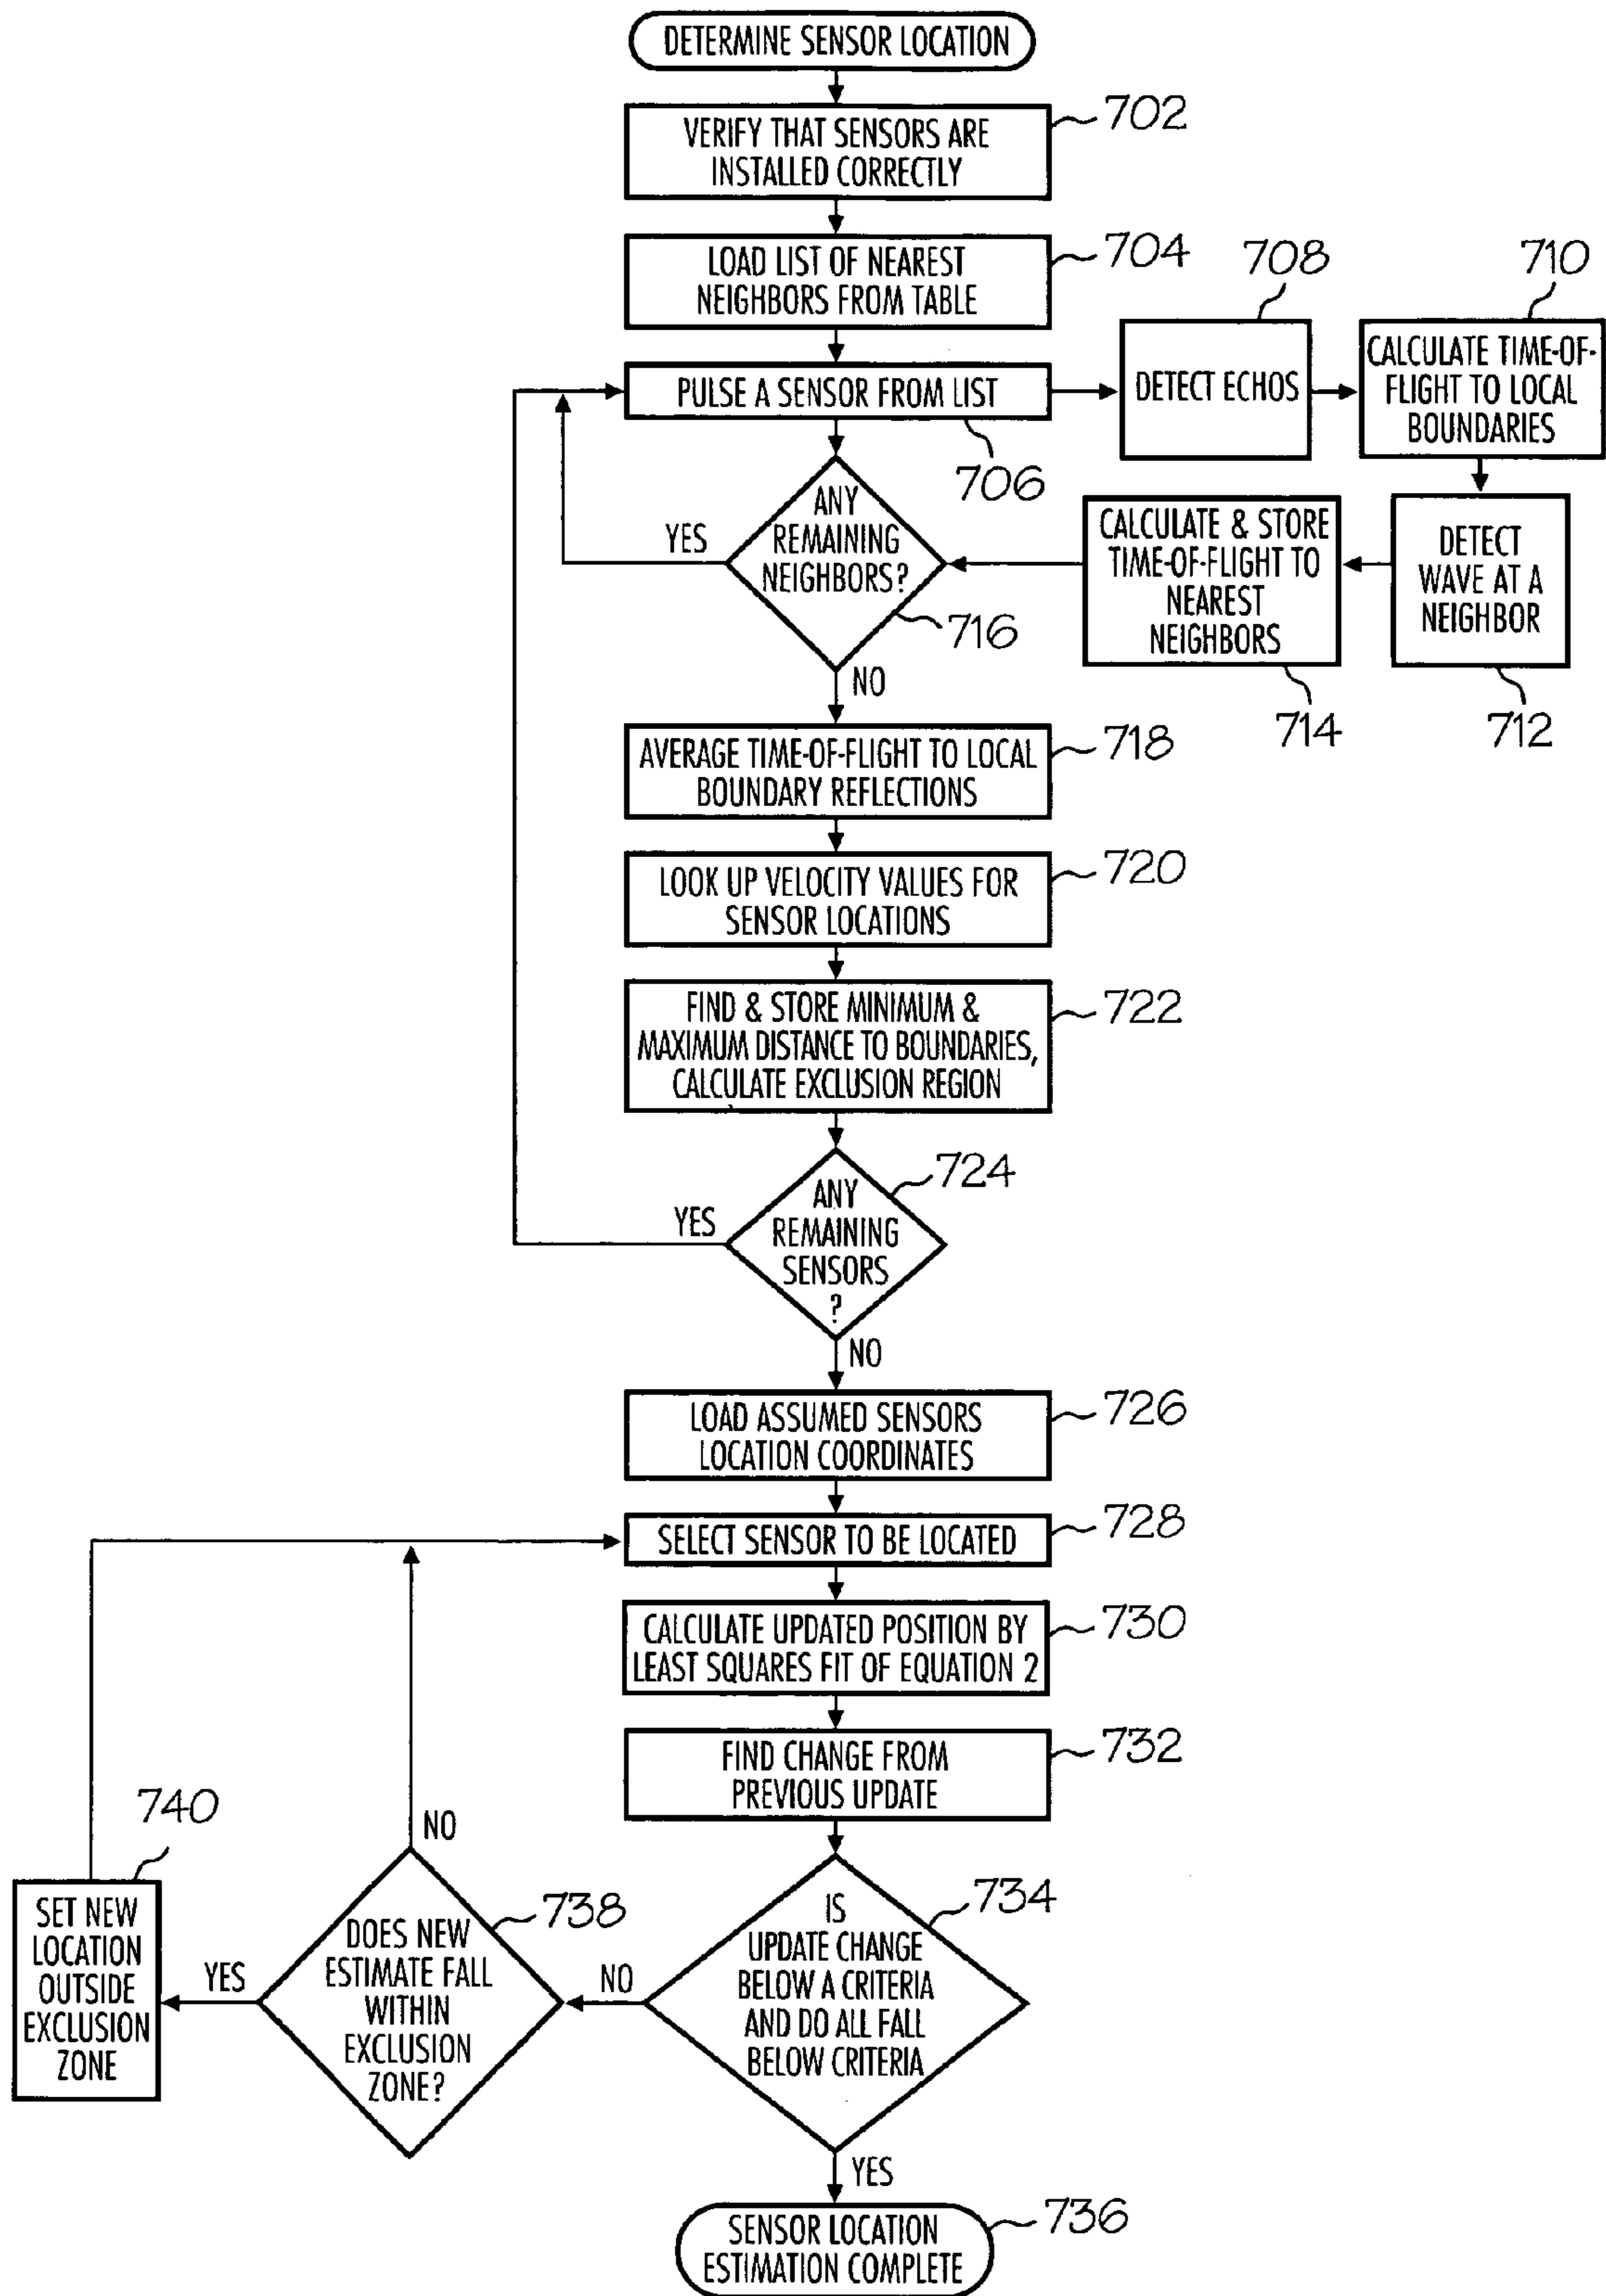 DETERMINE SENSOR LOCATION
702
VERIFY THAT SENSORS ARE
INSTALLED CORRECTLY
704
LOAD LIST OF NEAREST
NEIGHBORS FROM TABLE
708
710
PULSE A SENSOR FROM LIST
706
DETECT ECHOS
CALCULATE TIME-OF-
FLIGHT TO LOCAL
BOUNDARIES
ANY
REMAINING
NEIGHBORS?
YES
716
NO
CALCULATE & STORE
TIME-OF-FLIGHT TO
NEAREST
NEIGHBORS
714
DETECT
WAVE AT A
NEIGHBOR
712
718
AVERAGE TIME-OF-FLIGHT TO LOCAL
BOUNDARY REFLECTIONS
720
LOOK UP VELOCITY VALUES FOR
SENSOR LOCATIONS
722
FIND & STORE MINIMUM &
MAXIMUM DISTANCE TO BOUNDARIES,
CALCULATE EXCLUSION REGION
724
ANY
REMAINING
SENSORS
?
YES
NO
726
LOAD ASSUMED SENSORS
LOCATION COORDINATES
728
SELECT SENSOR TO BE LOCATED
730
CALCULATE UPDATED POSITION BY
LEAST SQUARES FIT OF EQUATION 2
732
FIND CHANGE FROM
PREVIOUS UPDATE
734
IS
UPDATE CHANGE
BELOW A CRITERIA
AND DO ALL FALL
BELOW CRITERIA
NO
YES
738
DOES NEW
ESTIMATE FALL
WITHIN
EXCLUSION
ZONE?
NO
YES
740
SET NEW
LOCATION
OUTSIDE
EXCLUSION
ZONE
736
SENSOR LOCATION
ESTIMATION COMPLETE